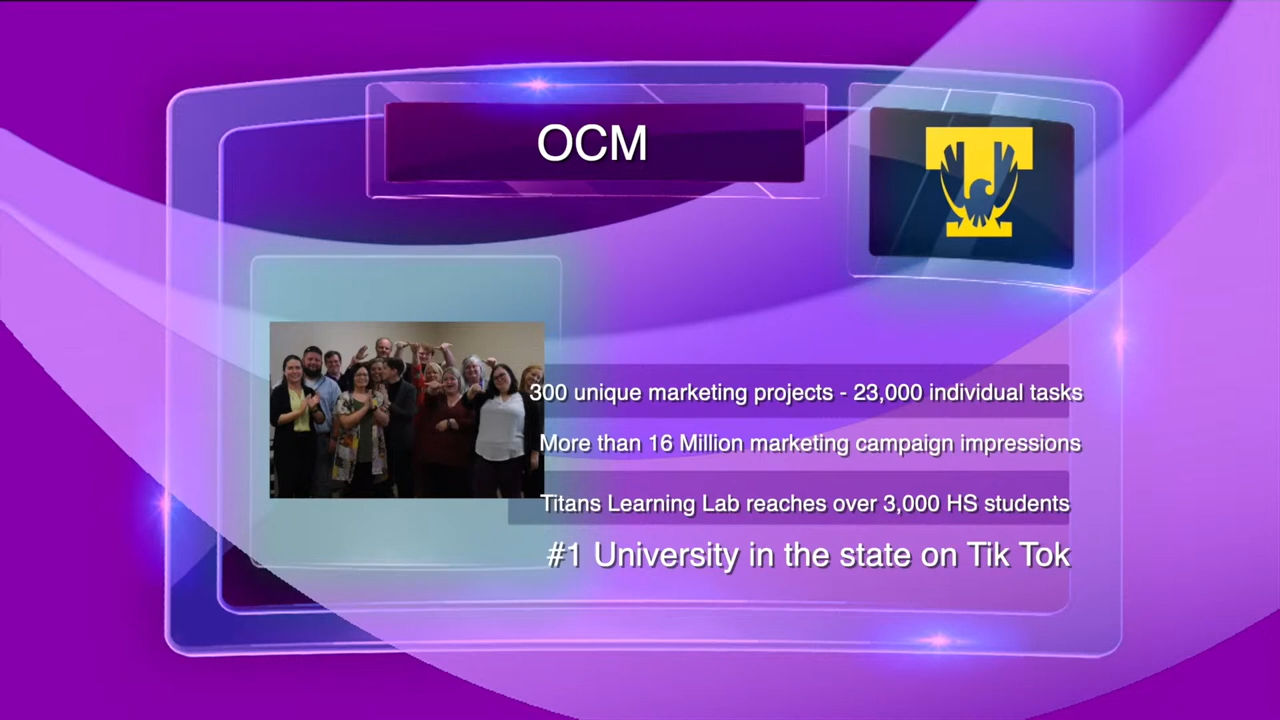 OCM
300 unique marketing projects - 23,000 individual tasks
More than 16 Million marketing campaign impressions
Titans Learning Lab reaches over 3,000 HS students
#1 University in the state on Tik Tok